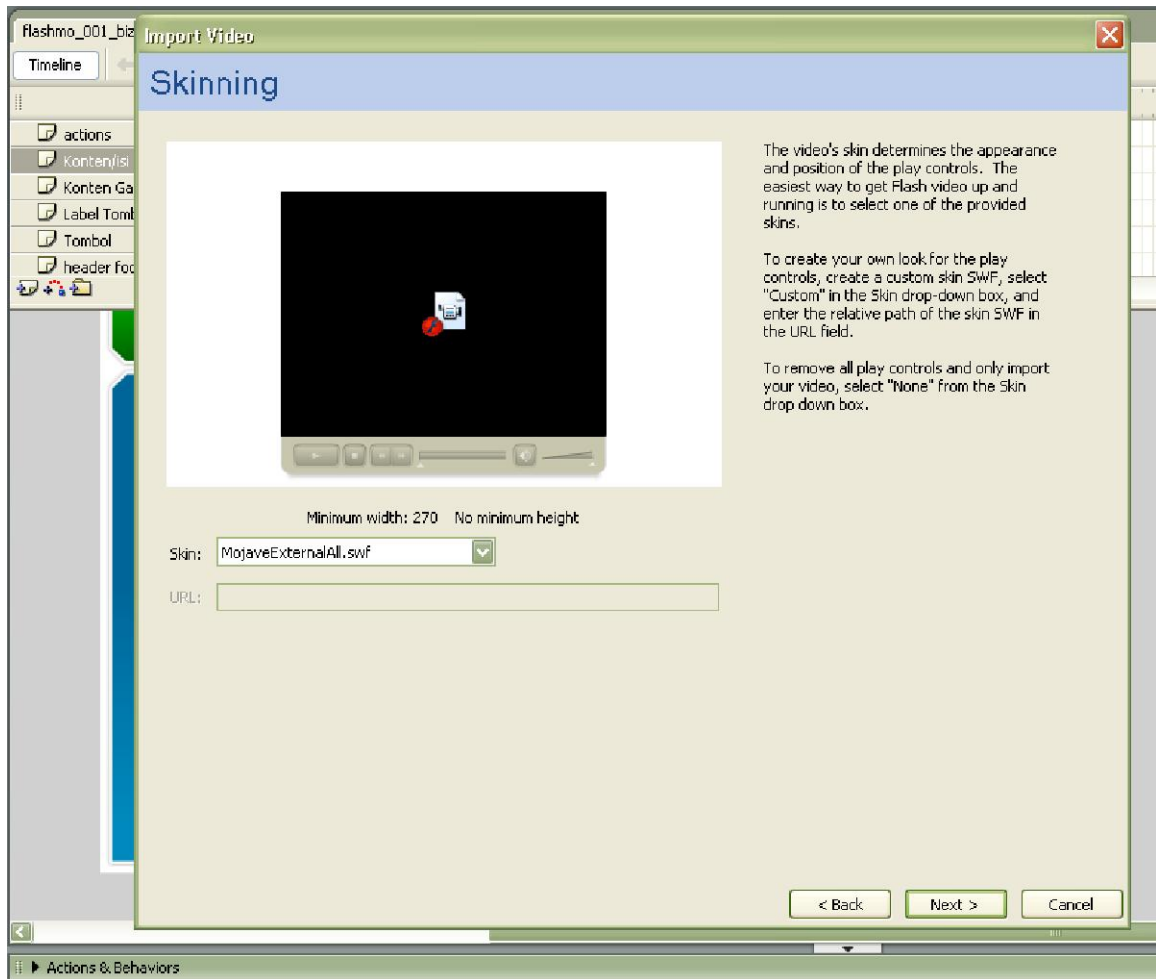 flashmo_001_biz
Import Video
Timeline
Skinning
actions
Konten/isi
Konten Ga
Label Tomb
Tombol
header foo
The video's skin determines the appearance
and position of the play controls. The
easiest way to get Flash video up and
running is to select one of the provided
skins.
To create your own look for the play
controls, create a custom skin SWF, select
"Custom" in the Skin drop-down box, and
enter the relative path of the skin SWF in
the URL field.
To remove all play controls and only import
your video, select "None" from the Skin
drop down box.
Minimum width: 270 No minimum height
Skin: MojaveExternalAll.swf
URL:
< Back Next > Cancel
Actions & Behaviors